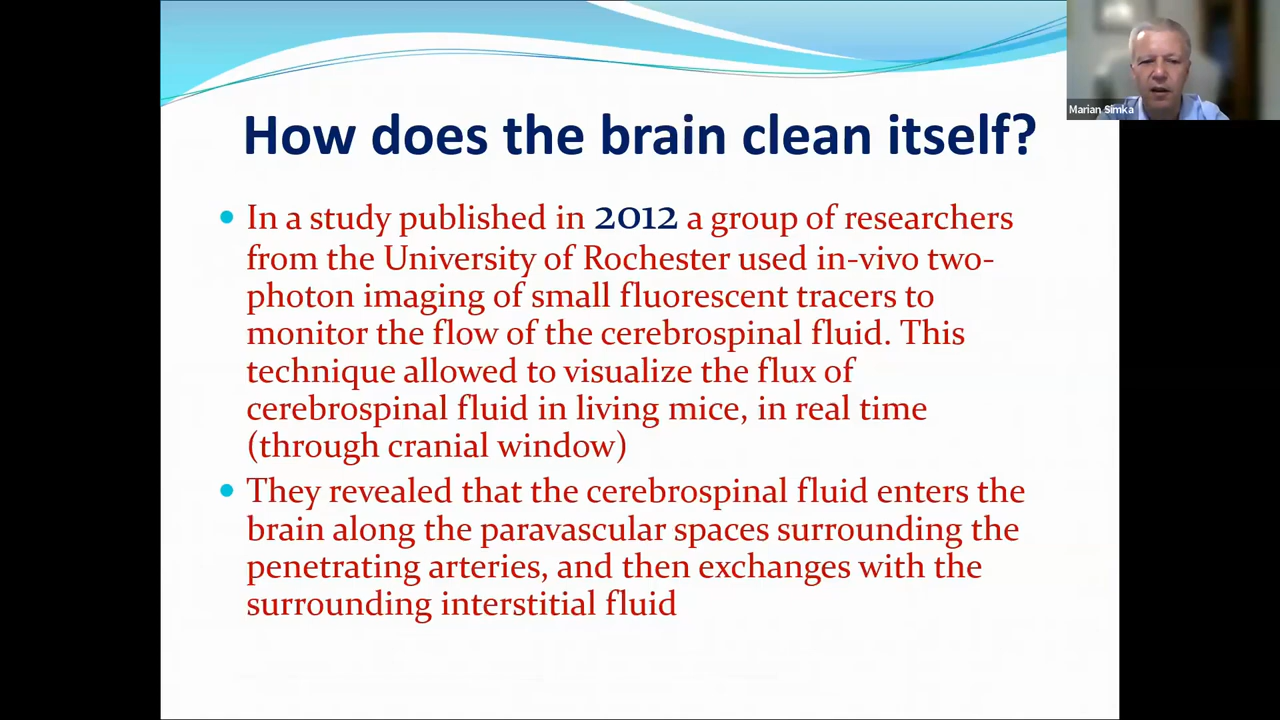 Marian Simka
How does the brain clean itself?
• In a study published in 2012 a group of researchers
from the University of Rochester used in-vivo two-
photon imaging of small fluorescent tracers to
monitor the flow of the cerebrospinal fluid. This
technique allowed to visualize the flux of
cerebrospinal fluid in living mice, in real time
(through cranial window)
• They revealed that the cerebrospinal fluid enters the
brain along the paravascular spaces surrounding the
penetrating arteries, and then exchanges with the
surrounding interstitial fluid